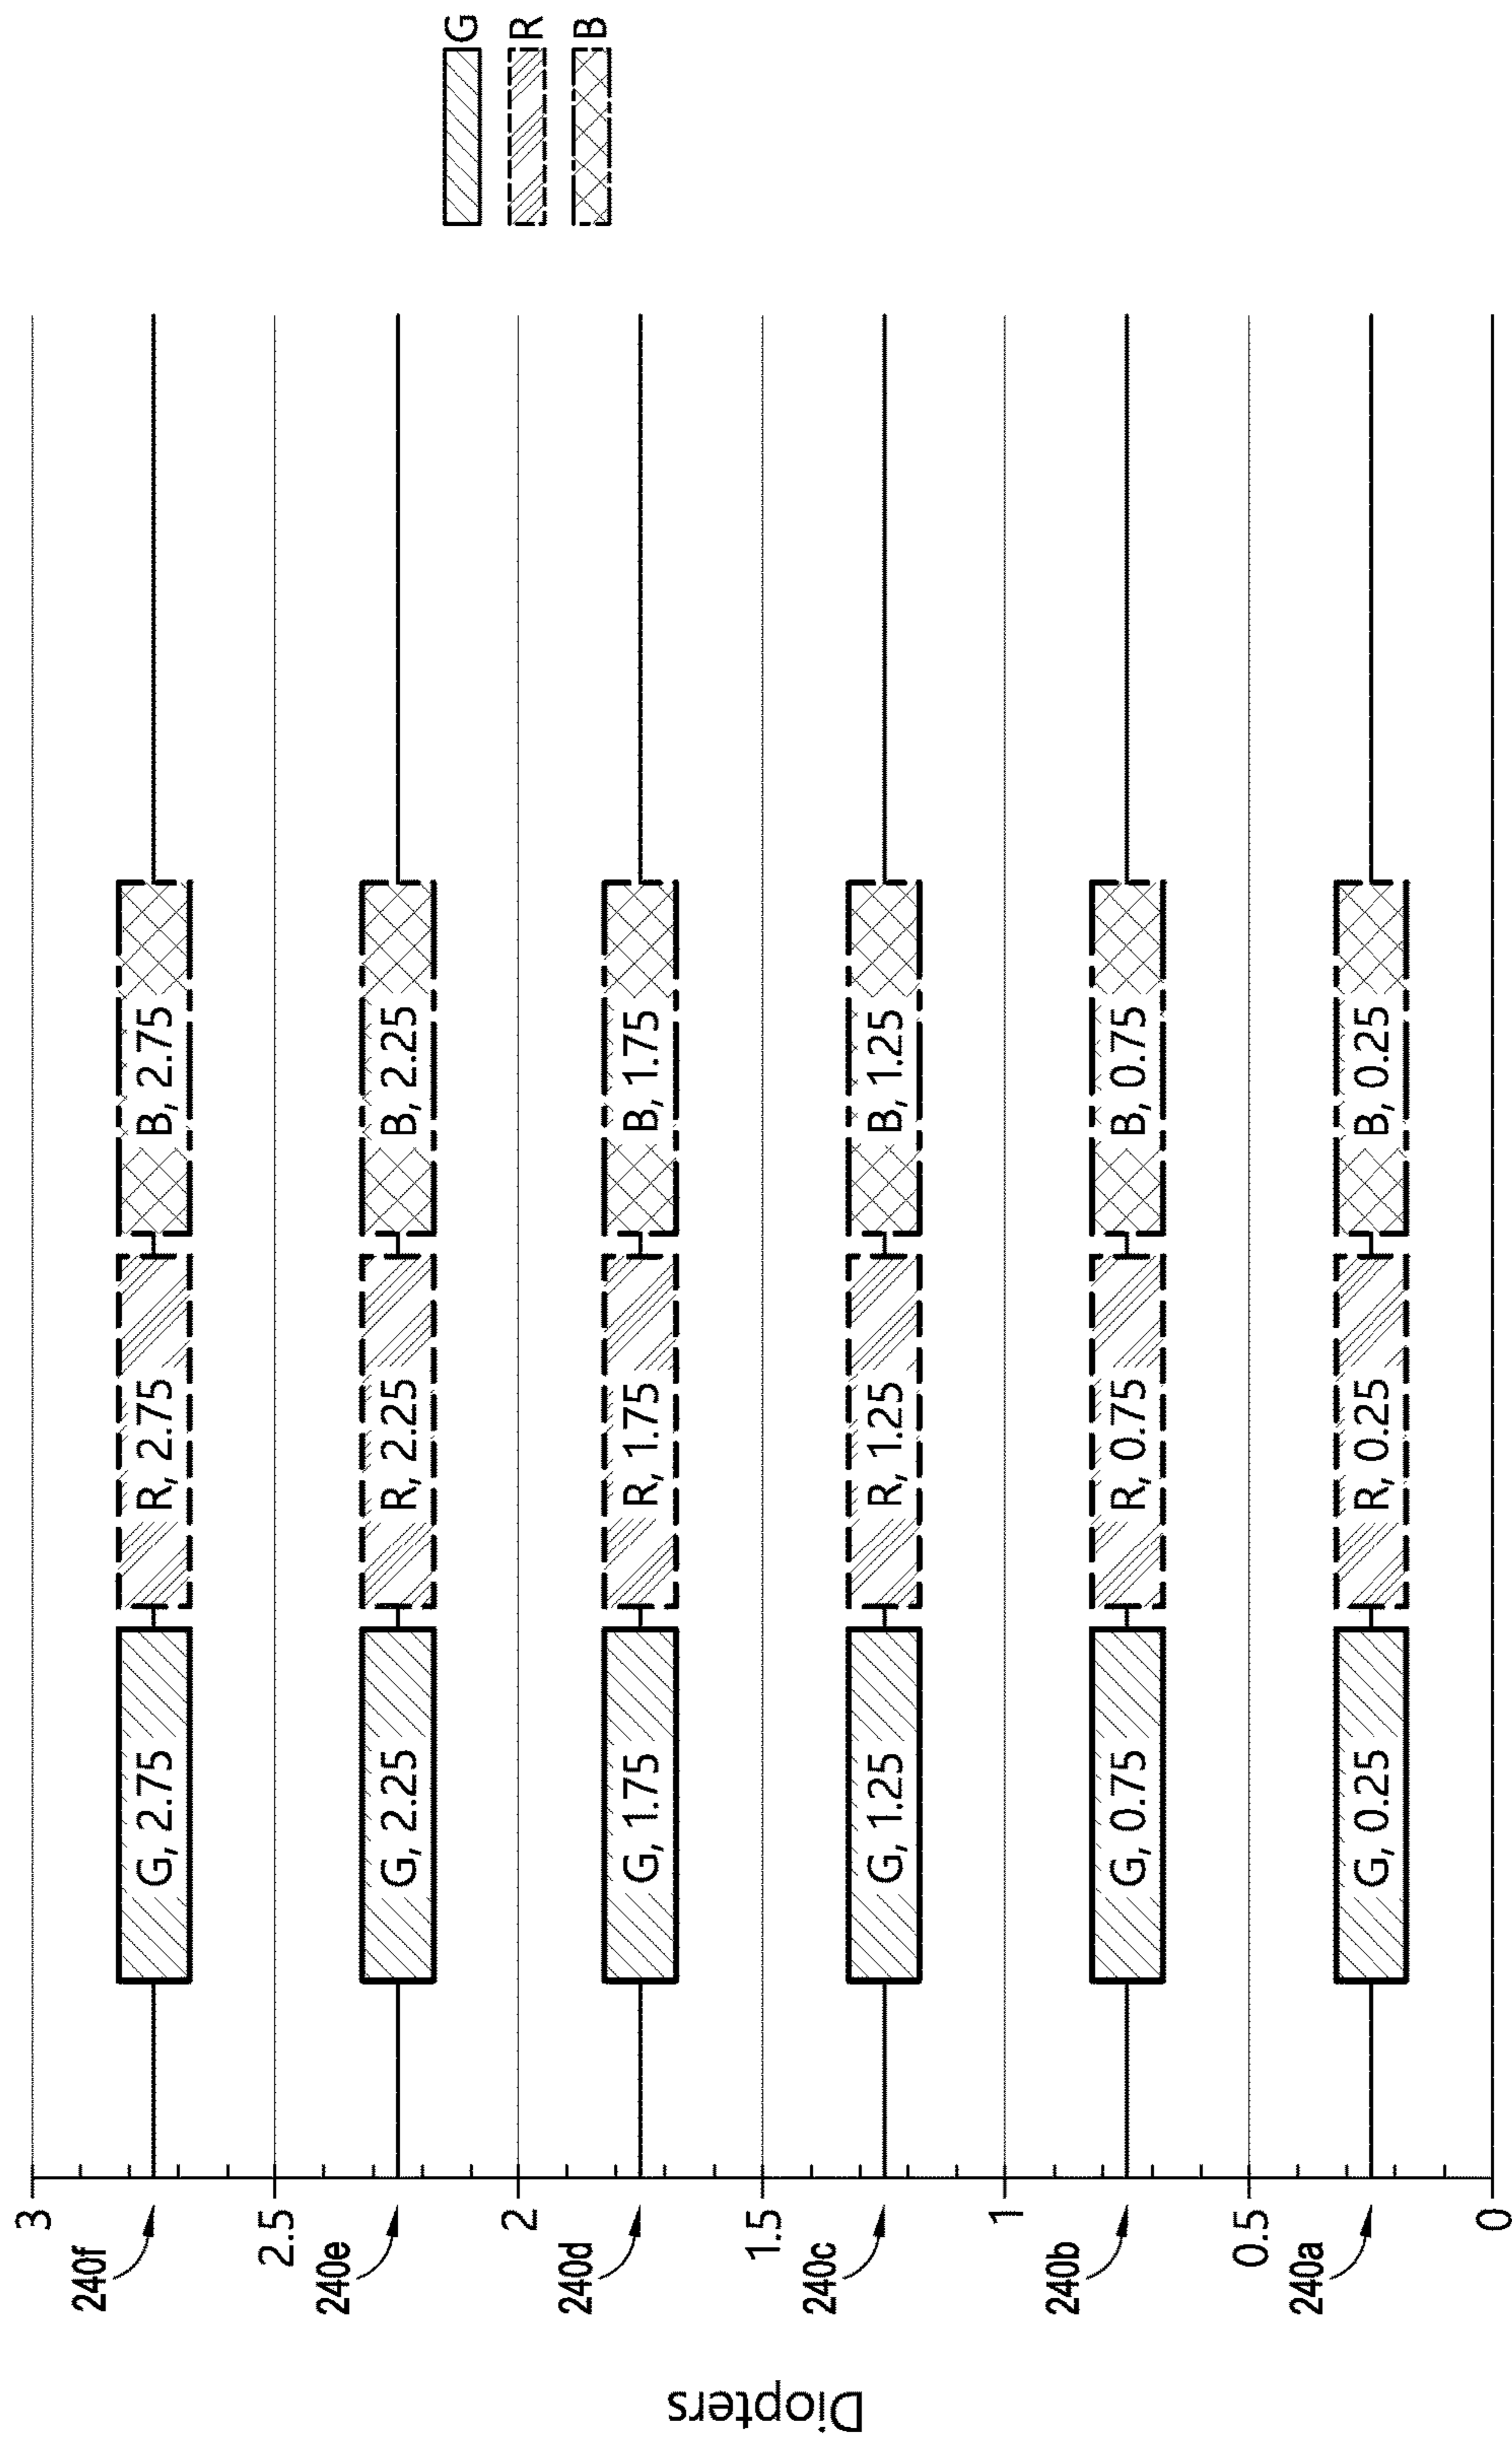 Diopters
3
240f
G, 2.75
R, 2.75
B, 2.75
2.5
240e
G, 2.25
R, 2.25
B, 2.25
2
240d
G, 1.75
R, 1.75
B, 1.75
1.5
240c
G, 1.25
R, 1.25
B, 1.25
1
240b
G, 0.75
R, 0.75
B, 0.75
0.5
240a
G, 0.25
R, 0.25
B, 0.25
0
G
R
B